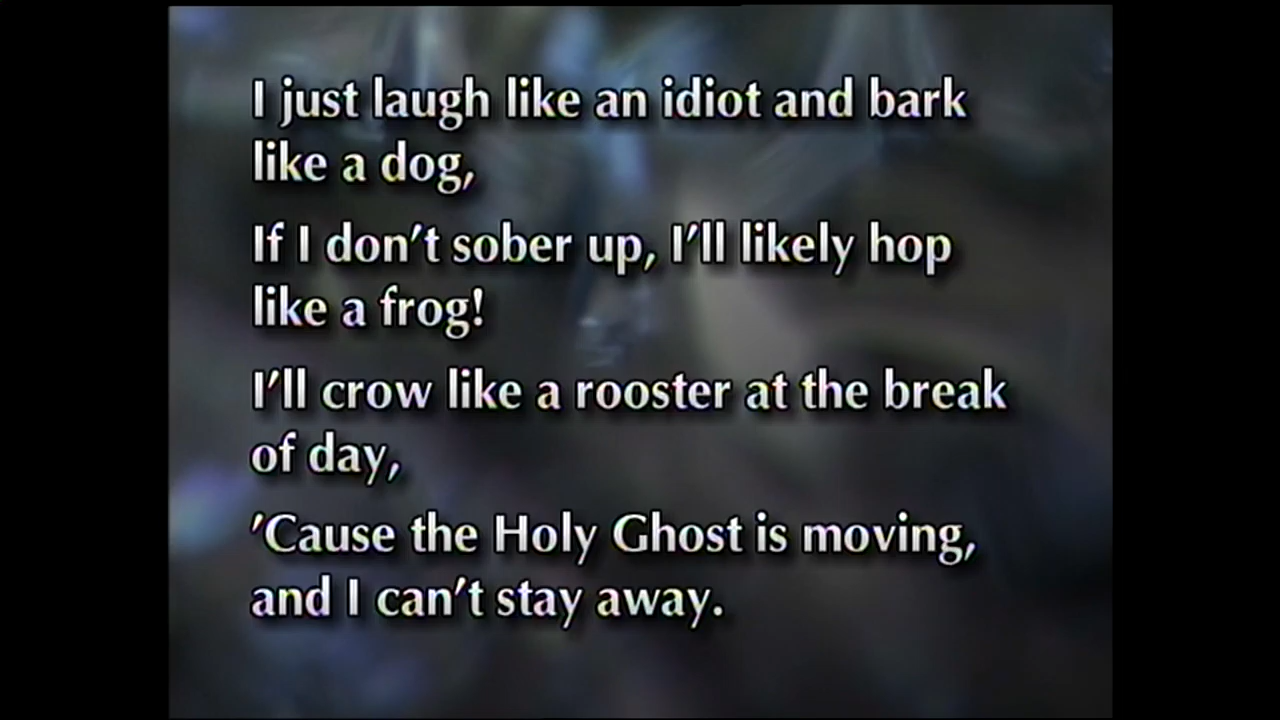 I just laugh like an idiot and bark
like a dog,
If I don't sober up, I'll likely hop
like a frog!
I'll crow like a rooster at the break
of day,
'Cause the Holy Ghost is moving,
and I can't stay away.